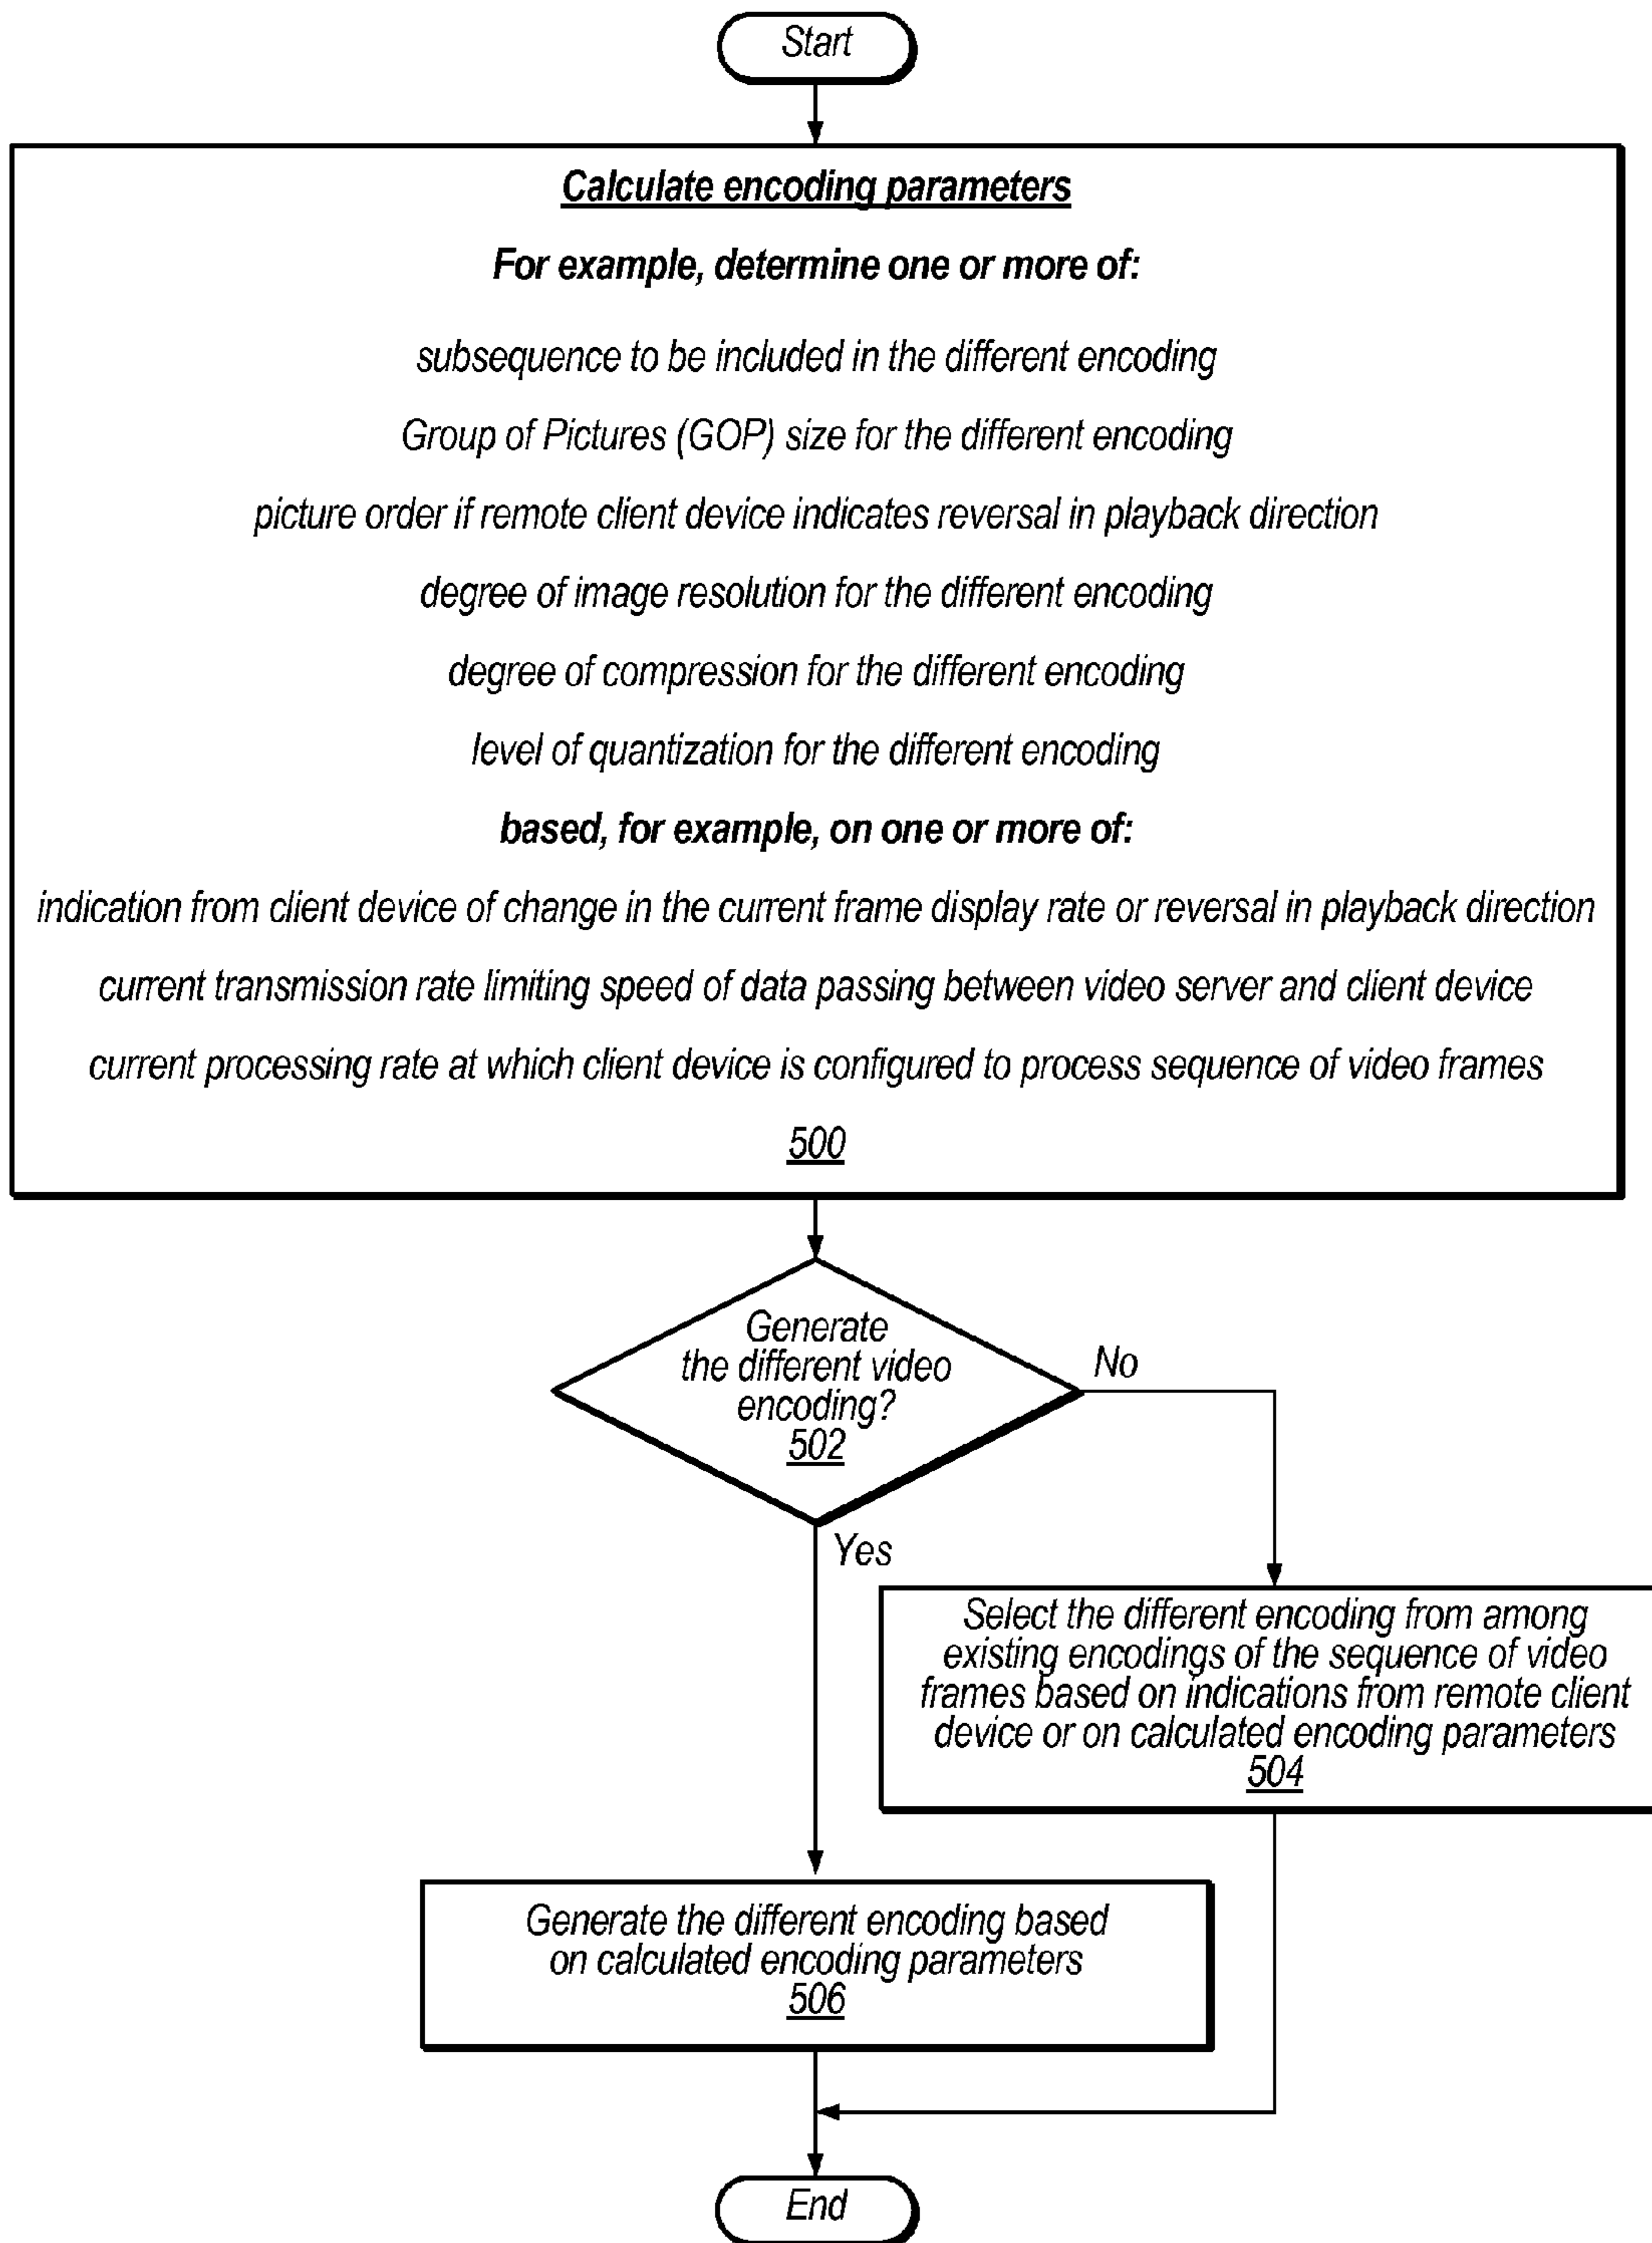 Start
Calculate encoding parameters
For example, determine one or more of:
subsequence to be included in the different encoding
Group of Pictures (GOP) size for the different encoding
picture order if remote client device indicates reversal in playback direction
degree of image resolution for the different encoding
degree of compression for the different encoding
level of quantization for the different encoding
based, for example, on one or more of:
indication from client device of change in the current frame display rate or reversal in playback direction
current transmission rate limiting speed of data passing between video server and client device
current processing rate at which client device is configured to process sequence of video frames
500
Generate
the different video
encoding?
502
No
Yes
Select the different encoding from among
existing encodings of the sequence of video
frames based on indications from remote client
device or on calculated encoding parameters
504
Generate the different encoding based
on calculated encoding parameters
506
End